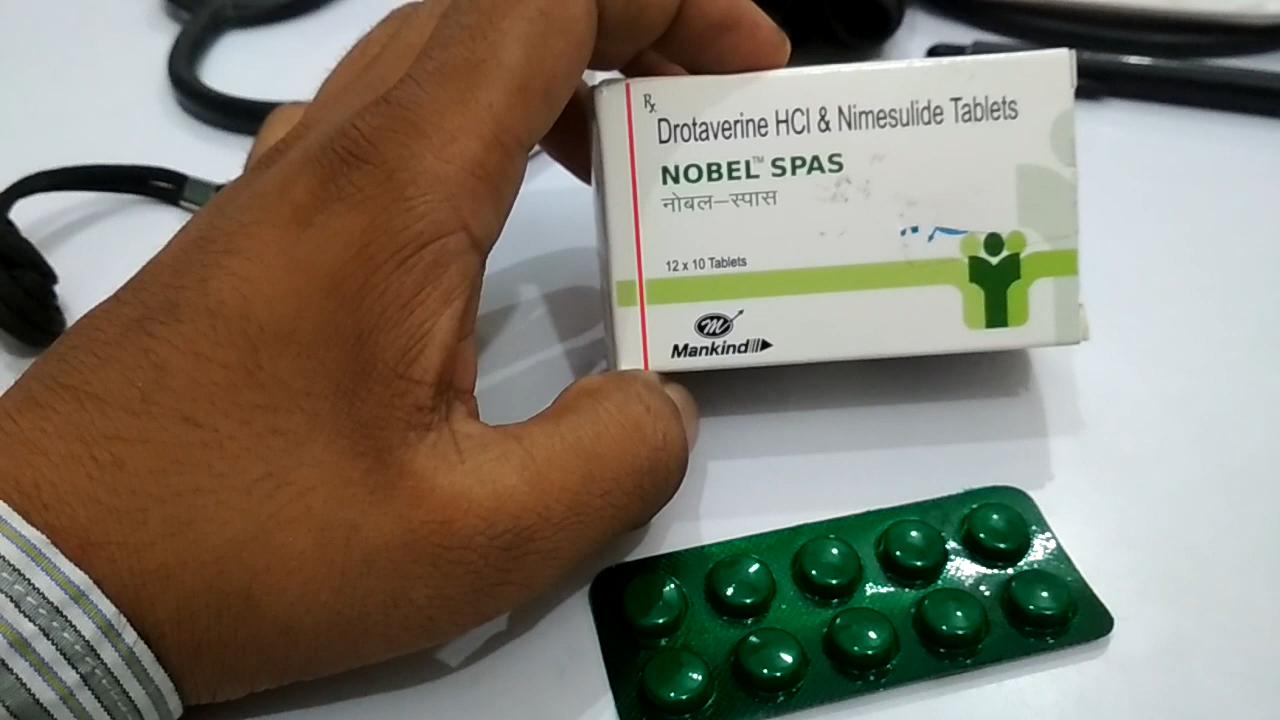 Rx
Drotaverine HCl & Nimesulide Tablets
NOBEL™ SPAS
नोबल–स्पास
12 x 10 Tablets
m
Mankind